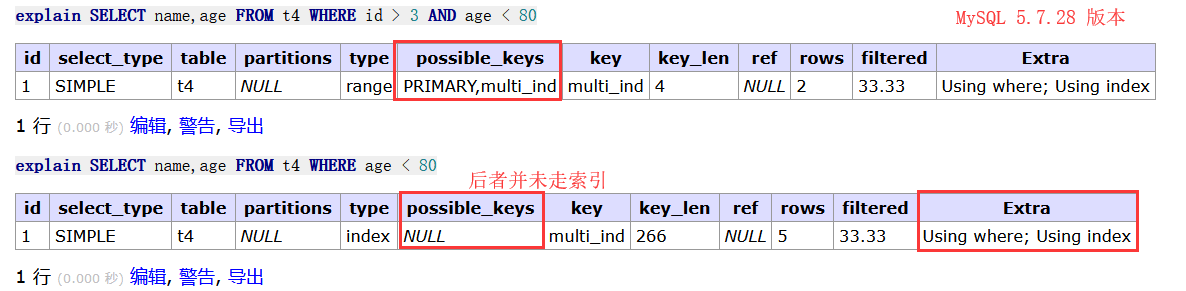 explain SELECT name,age FROM t4 WHERE id > 3 AND age < 80
MySQL 5.7.28 版本
id select_type table partitions type possible_keys key key_len ref rows filtered Extra
1 SIMPLE t4 NULL range PRIMARY,multi_ind multi_ind 4 NULL 2 33.33 Using where; Using index
1 行 (0.000 秒) 编辑, 警告, 导出
explain SELECT name,age FROM t4 WHERE age < 80
后者并未走索引
id select_type table partitions type possible_keys key key_len ref rows filtered Extra
1 SIMPLE t4 NULL index NULL multi_ind 266 NULL 5 33.33 Using where; Using index
1 行 (0.000 秒) 编辑, 警告, 导出